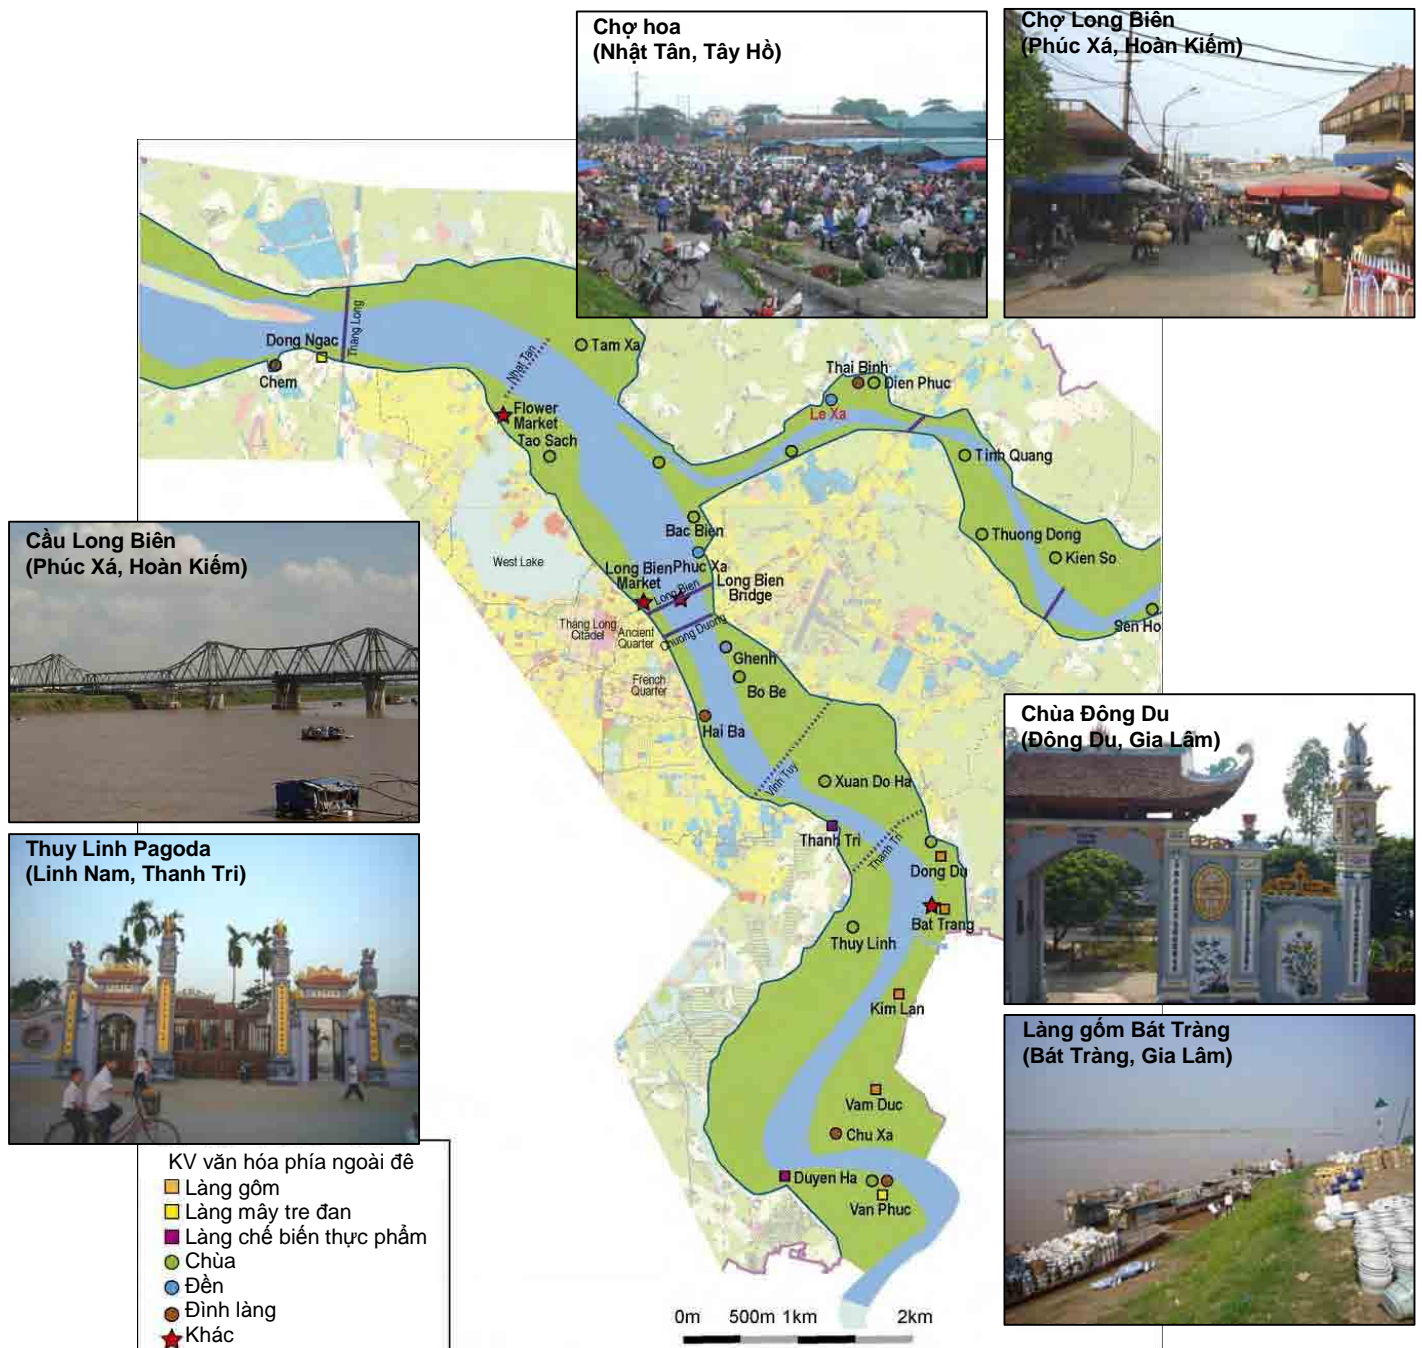 Chợ hoa
(Nhật Tân, Tây Hồ)
Chợ Long Biên
(Phúc Xá, Hoàn Kiếm)
Thang Long
Dong Ngac
Chem
Nhat Tan
Tam Xa
Thai Binh
Dien Phuc
Le Xa
Flower
Market
Tao Sach
Tinh Quang
Bac Bien
Thuong Dong
Kien So
West Lake
Long Bien
Market
Phuc Xa
Long Bien
Long Bien
Bridge
Sen Ho
Thang Long
Citadel
Ancient
Quarter
Chuong Duong
Ghenh
French
Quarter
Bo Be
Hai Ba
Vinh Tuy
Xuan Do Ha
Thanh Tri
Thanh Tri
Dong Du
Bat Trang
Thuy Linh
Kim Lan
Vam Duc
Chu Xa
Duyen Ha
Van Phuc
Cầu Long Biên
(Phúc Xá, Hoàn Kiếm)
Thuy Linh Pagoda
(Linh Nam, Thanh Tri)
Chùa Đông Du
(Đông Du, Gia Lâm)
Làng gốm Bát Tràng
(Bát Tràng, Gia Lâm)
KV văn hóa phía ngoài đê
Làng gốm
Làng mây tre đan
Làng chế biến thực phẩm
Chùa
Đền
Đình làng
Khác
0m 500m 1km 2km